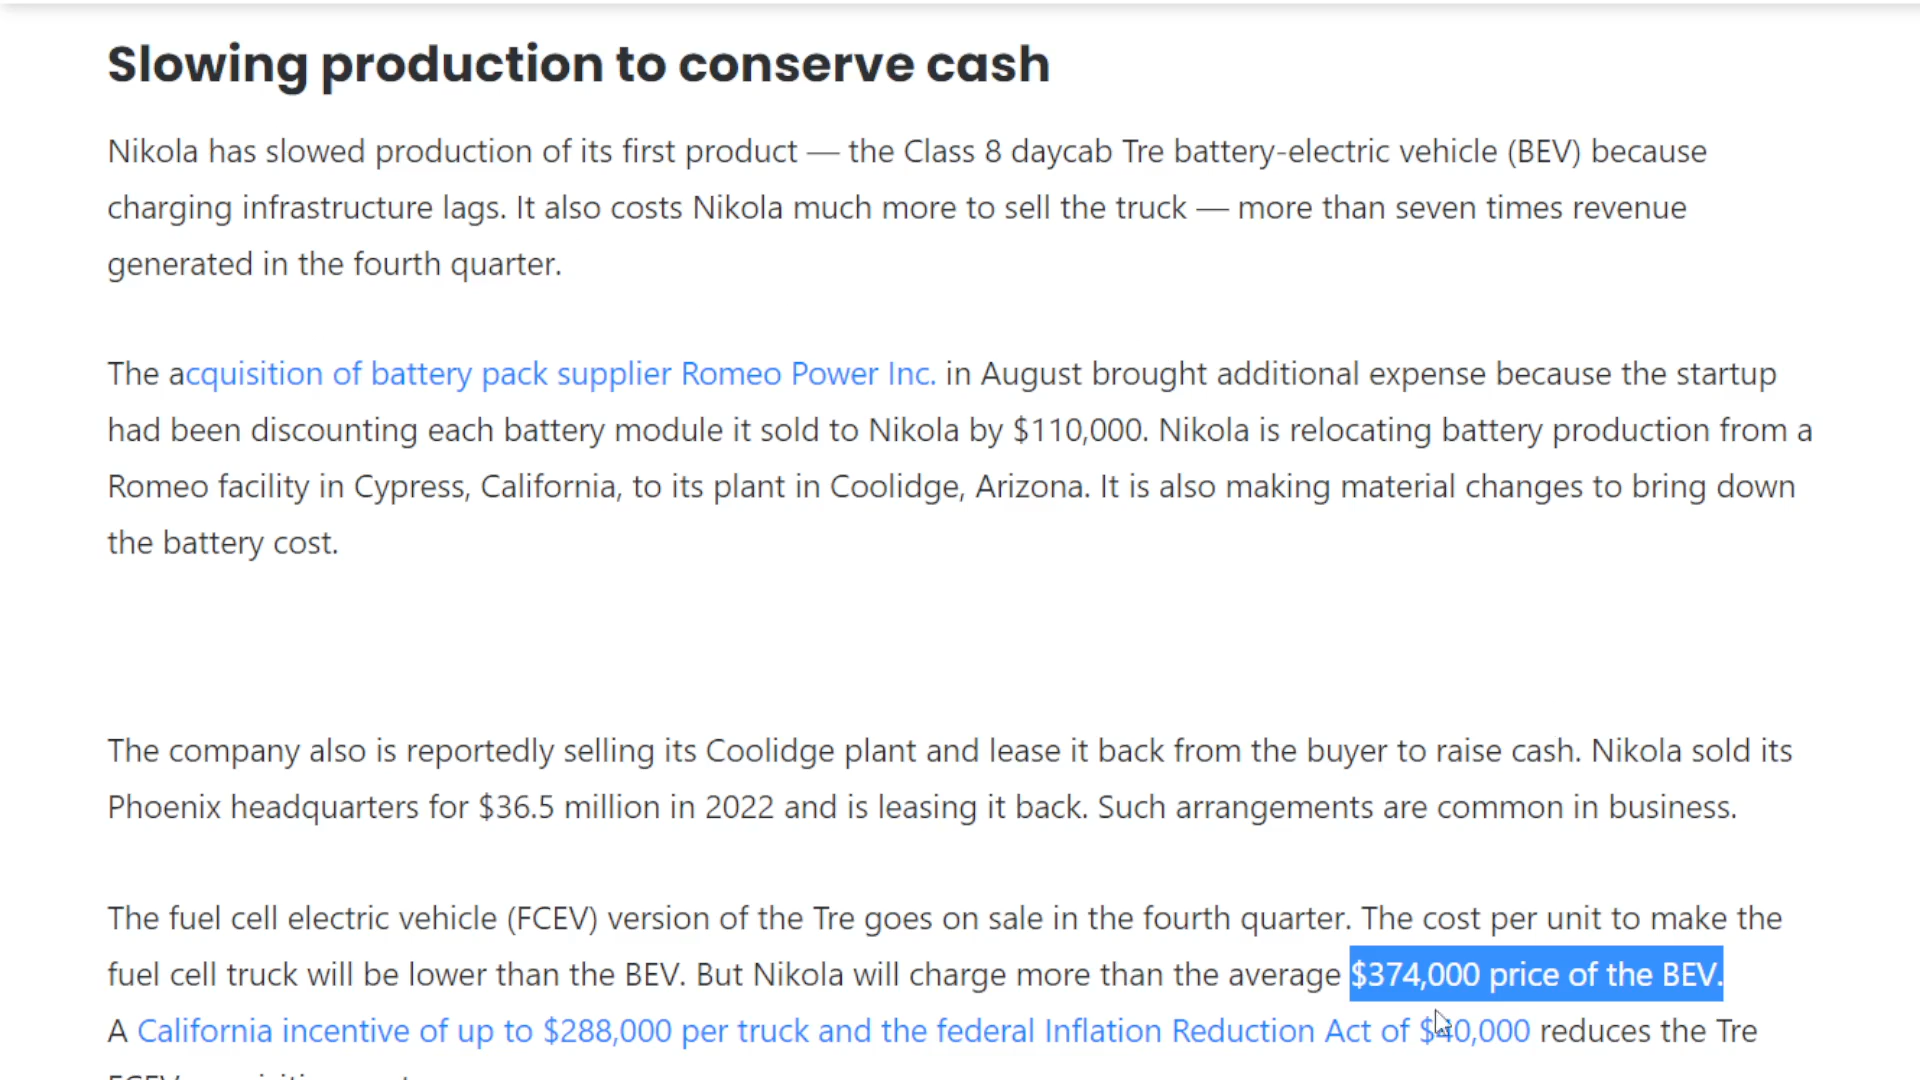 Slowing production to conserve cash
Nikola has slowed production of its first product — the Class 8 daycab Tre battery-electric vehicle (BEV) because
charging infrastructure lags. It also costs Nikola much more to sell the truck — more than seven times revenue
generated in the fourth quarter.
The acquisition of battery pack supplier Romeo Power Inc. in August brought additional expense because the startup
had been discounting each battery module it sold to Nikola by $110,000. Nikola is relocating battery production from a
Romeo facility in Cypress, California, to its plant in Coolidge, Arizona. It is also making material changes to bring down
the battery cost.
The company also is reportedly selling its Coolidge plant and lease it back from the buyer to raise cash. Nikola sold its
Phoenix headquarters for $36.5 million in 2022 and is leasing it back. Such arrangements are common in business.
The fuel cell electric vehicle (FCEV) version of the Tre goes on sale in the fourth quarter. The cost per unit to make the
fuel cell truck will be lower than the BEV. But Nikola will charge more than the average $374,000 price of the BEV.
A California incentive of up to $288,000 per truck and the federal Inflation Reduction Act of $40,000 reduces the Tre